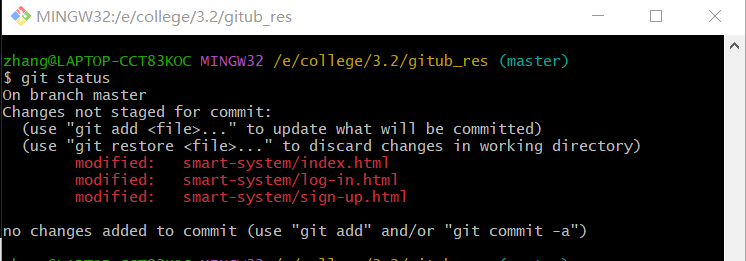 MINGW32:/e/college/3.2/gitub_res
zhang@LAPTOP-CCT83KOC MINGW32 /e/college/3.2/gitub_res (master)
$ git status
On branch master
Changes not staged for commit:
  (use "git add <file>..." to update what will be committed)
  (use "git restore <file>..." to discard changes in working directory)
        modified:   smart-system/index.html
        modified:   smart-system/log-in.html
        modified:   smart-system/sign-up.html
no changes added to commit (use "git add" and/or "git commit -a")